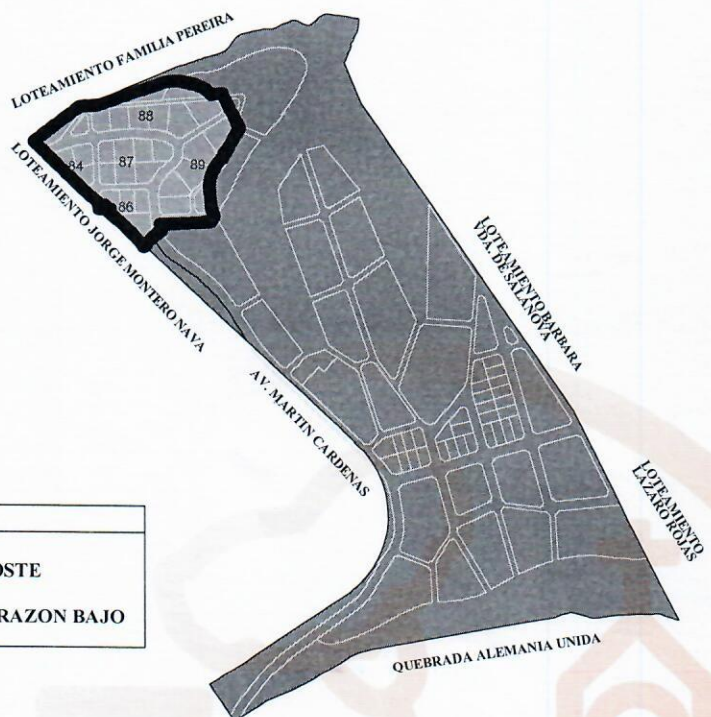 LOTEAMIENTO FAMILIA PEREIRA
88
84
87
89
86
LOTEAMIENTO JORGE MONTERO NAVA
LOTEAMIENTO BARBARA
VDA. DE SALANOVA
AV. MARTIN CARDENAS
LOTEAMIENTO
LAZARO ROJAS
OSTE
RAZON BAJO
QUEBRADA ALEMANIA UNIDA